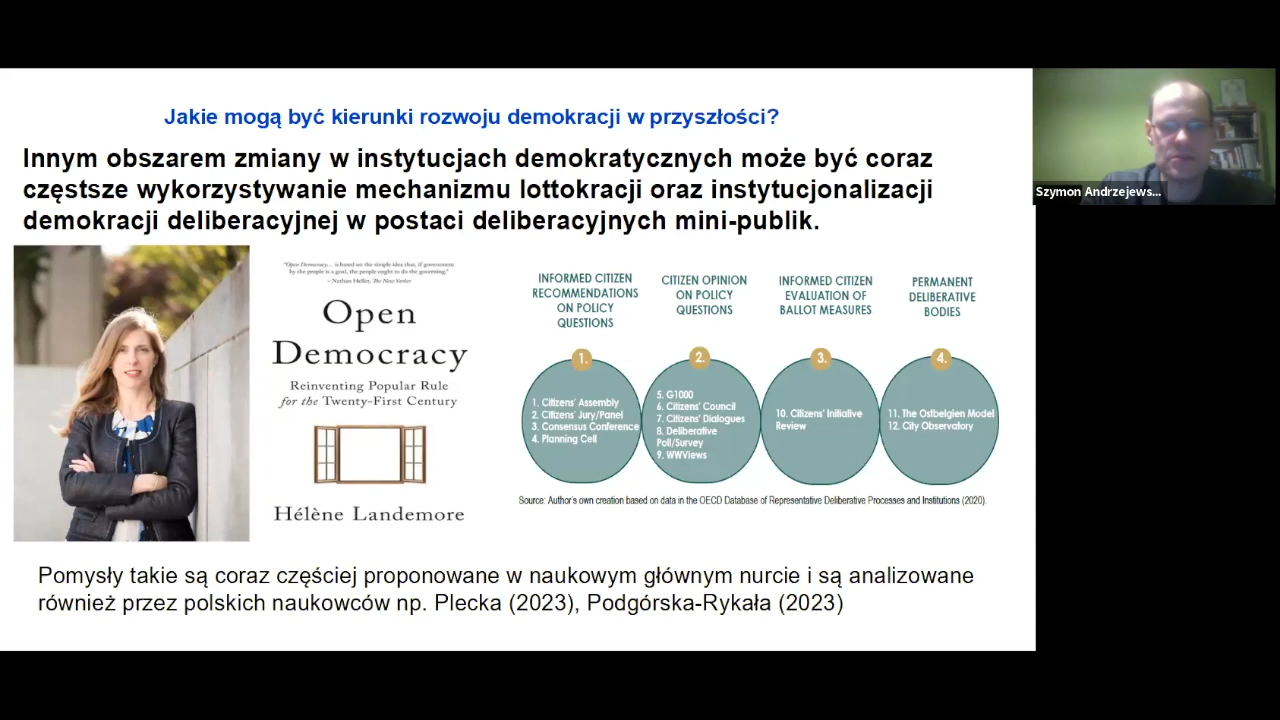 Jakie mogą być kierunki rozwoju demokracji w przyszłości?
Innym obszarem zmiany w instytucjach demokratycznych może być coraz
częstsze wykorzystywanie mechanizmu lottokracji oraz instytucjonalizacji
demokracji deliberacyjnej w postaci deliberacyjnych mini-publik.
Szymon Andrzejews...
"Open Democracy... is based on the simple idea that, if government
by the people is a goal, the people ought to do the governing."
– Nathan Heller, The New Yorker
Open
Democracy
Reinventing Popular Rule
for the Twenty-First Century
Hélène Landemore
INFORMED CITIZEN
RECOMMENDATIONS
ON POLICY
QUESTIONS
1.
1. Citizens' Assembly
2. Citizens' Jury/Panel
3. Consensus Conference
4. Planning Cell
CITIZEN OPINION
ON POLICY
QUESTIONS
2.
5. G1000
6. Citizens' Council
7. Citizens' Dialogues
8. Deliberative
Poll/Survey
9. WWViews
INFORMED CITIZEN
EVALUATION OF
BALLOT MEASURES
3.
10. Citizens' Initiative
Review
PERMANENT
DELIBERATIVE
BODIES
4.
11. The Ostbelgien Model
12. City Observatory
Source: Author's own creation based on data in the OECD Database of Representative Deliberative Processes and Institutions (2020).
Pomysły takie są coraz częściej proponowane w naukowym głównym nurcie i są analizowane
również przez polskich naukowców np. Plecka (2023), Podgórska-Rykała (2023)